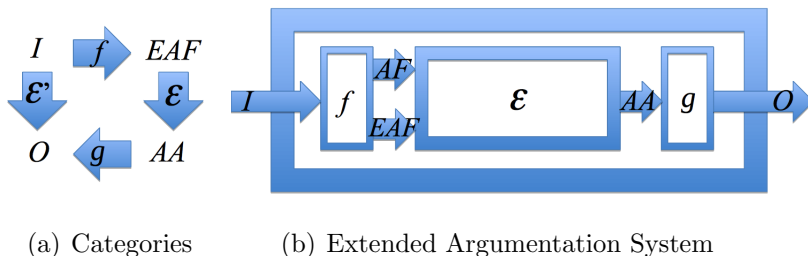 I f EAF
ℰ' ℰ
O g AA
I f AF EAF ℰ AA g O
(a) Categories
(b) Extended Argumentation System